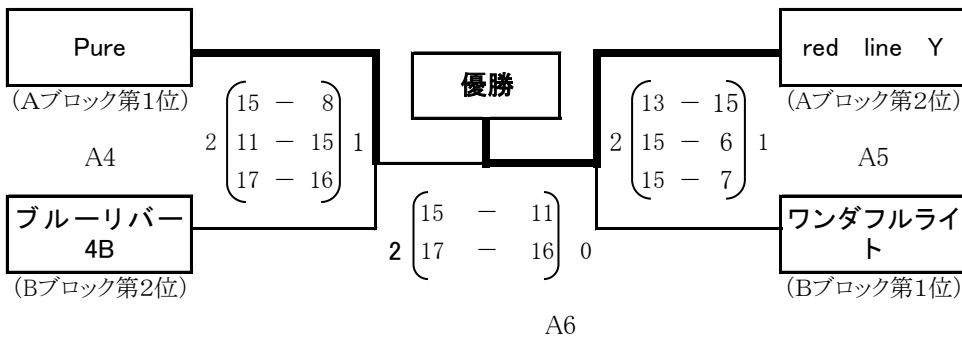 Pure
(Aブロック第1位)
優勝
red line Y
(Aブロック第2位)
A4
2
15 － 8
11 － 15
17 － 16
1
2
13 － 15
15 － 6
15 － 7
1
A5
ブルーリバー
4B
(Bブロック第2位)
2
15 － 11
17 － 16
0
ワンダフルライ
ト
(Bブロック第1位)
A6